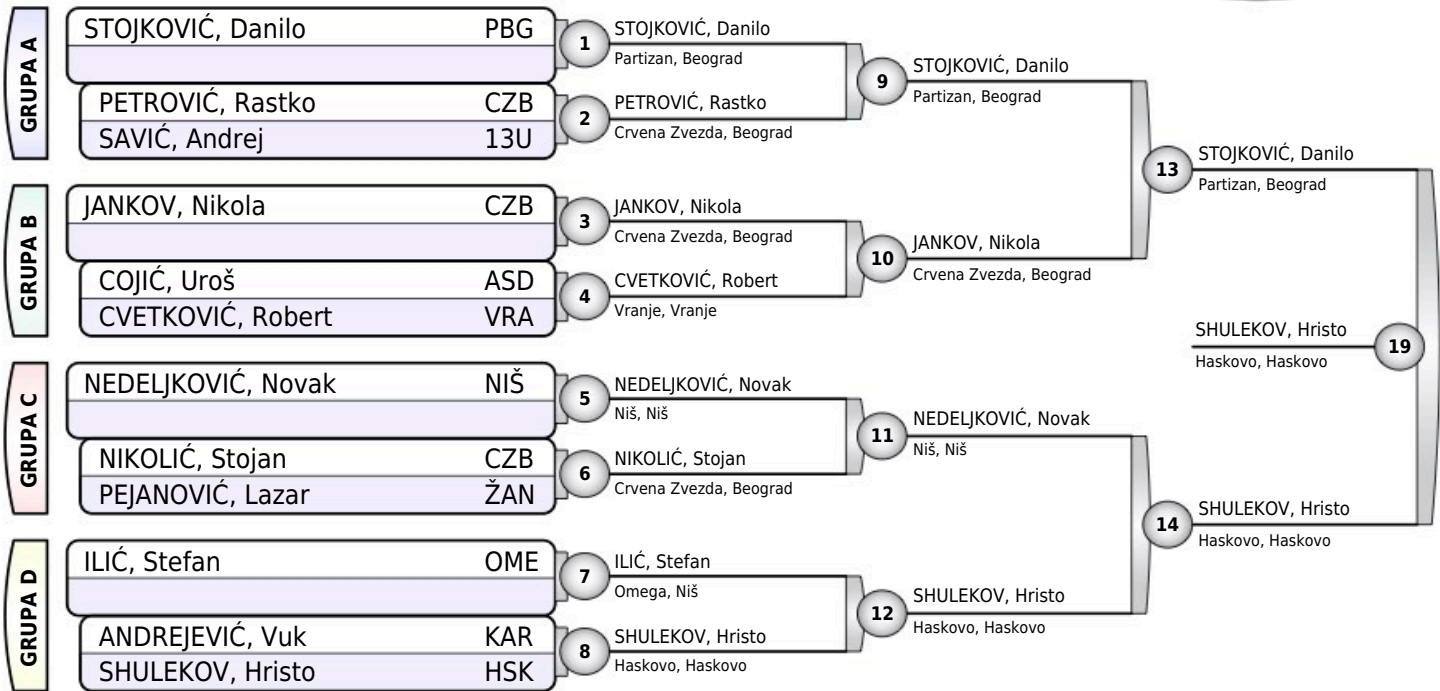 GRUPA A
STOJKOVIĆ, Danilo PBG
PETROVIĆ, Rastko CZB
SAVIĆ, Andrej 13U
1
STOJKOVIĆ, Danilo
Partizan, Beograd
2
PETROVIĆ, Rastko
Crvena Zvezda, Beograd
9
STOJKOVIĆ, Danilo
Partizan, Beograd
GRUPA B
JANKOV, Nikola CZB
COJIĆ, Uroš ASD
CVETKOVIĆ, Robert VRA
3
JANKOV, Nikola
Crvena Zvezda, Beograd
4
CVETKOVIĆ, Robert
Vranje, Vranje
10
JANKOV, Nikola
Crvena Zvezda, Beograd
13
STOJKOVIĆ, Danilo
Partizan, Beograd
GRUPA C
NEDELJKOVIĆ, Novak NIŠ
NIKOLIĆ, Stojan CZB
PEJANOVIĆ, Lazar ŽAN
5
NEDELJKOVIĆ, Novak
Niš, Niš
6
NIKOLIĆ, Stojan
Crvena Zvezda, Beograd
11
NEDELJKOVIĆ, Novak
Niš, Niš
GRUPA D
ILIĆ, Stefan OME
ANDREJEVIĆ, Vuk KAR
SHULEKOV, Hristo HSK
7
ILIĆ, Stefan
Omega, Niš
8
SHULEKOV, Hristo
Haskovo, Haskovo
12
SHULEKOV, Hristo
Haskovo, Haskovo
14
SHULEKOV, Hristo
Haskovo, Haskovo
SHULEKOV, Hristo
Haskovo, Haskovo
19